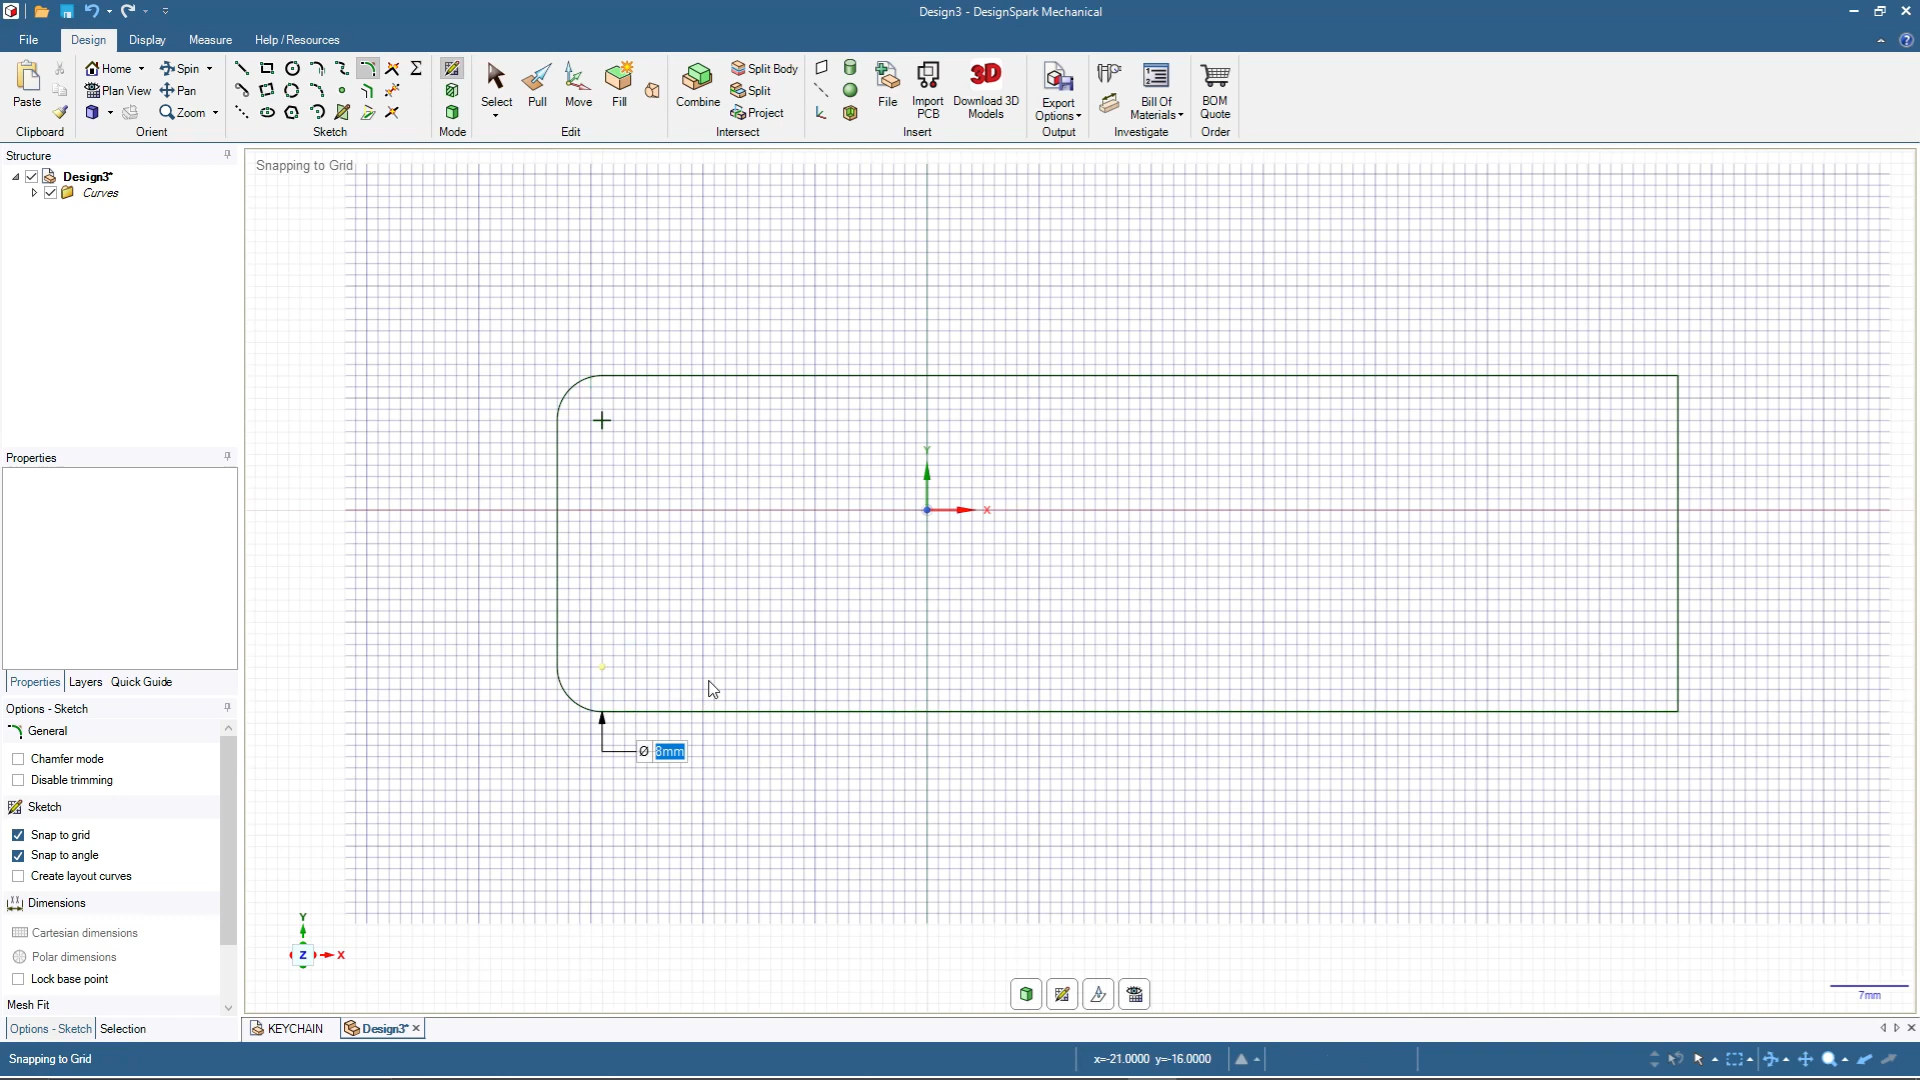 Design3 - DesignSpark Mechanical
File Design Display Measure Help / Resources
Home Spin Split Body
Plan View Pan Split
Paste Zoom Select Pull Move Fill Combine Project File Import PCB Download 3D Models Export Options Bill Of Materials BOM Quote
3D
Clipboard Orient Sketch Mode Edit Intersect Insert Output Investigate Order
Structure
Design3*
Curves
Snapping to Grid
Y
X
Ø 8mm
Properties
Properties Layers Quick Guide
Options - Sketch
General
Chamfer mode
Disable trimming
Sketch
Snap to grid
Snap to angle
Create layout curves
Dimensions
Cartesian dimensions
Polar dimensions
Lock base point
Mesh Fit
Y
Z X
7mm
Options - Sketch Selection
KEYCHAIN Design3*
Snapping to Grid x=-21.0000 y=-16.0000